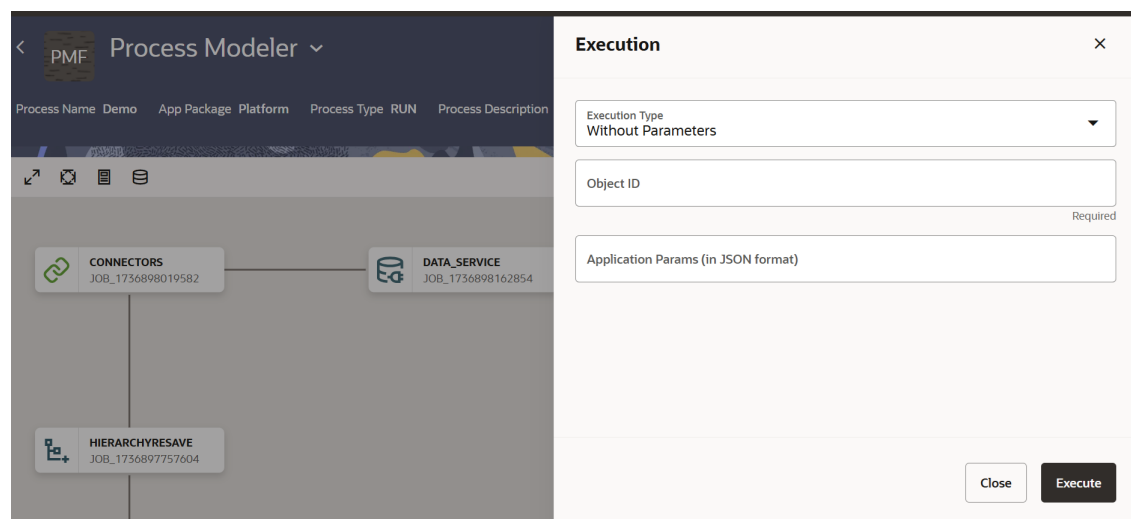 PMF Process Modeler
Process Name Demo App Package Platform Process Type RUN Process Description
CONNECTORS
JOB_1736898019582
DATA_SERVICE
JOB_1736898162854
HIERARCHYRESAVE
JOB_1736897757604
Execution
Execution Type
Without Parameters
Object ID
Required
Application Params (in JSON format)
Close Execute